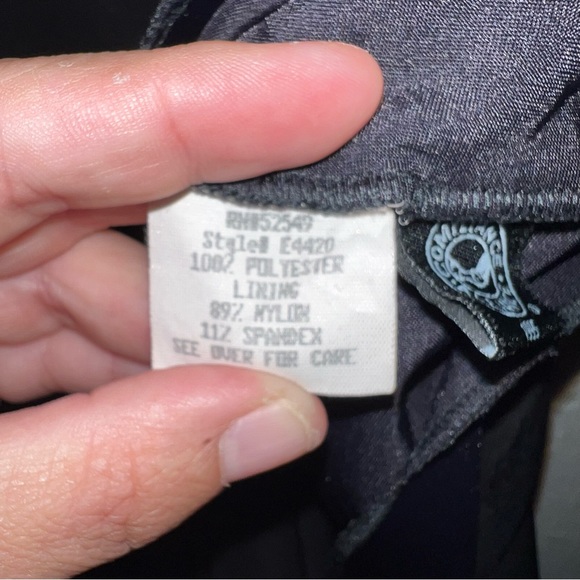 RN#52549
Style# E4420
100% POLYESTER
LINING
89% NYLON
11% SPANDEX
SEE OVER FOR CARE